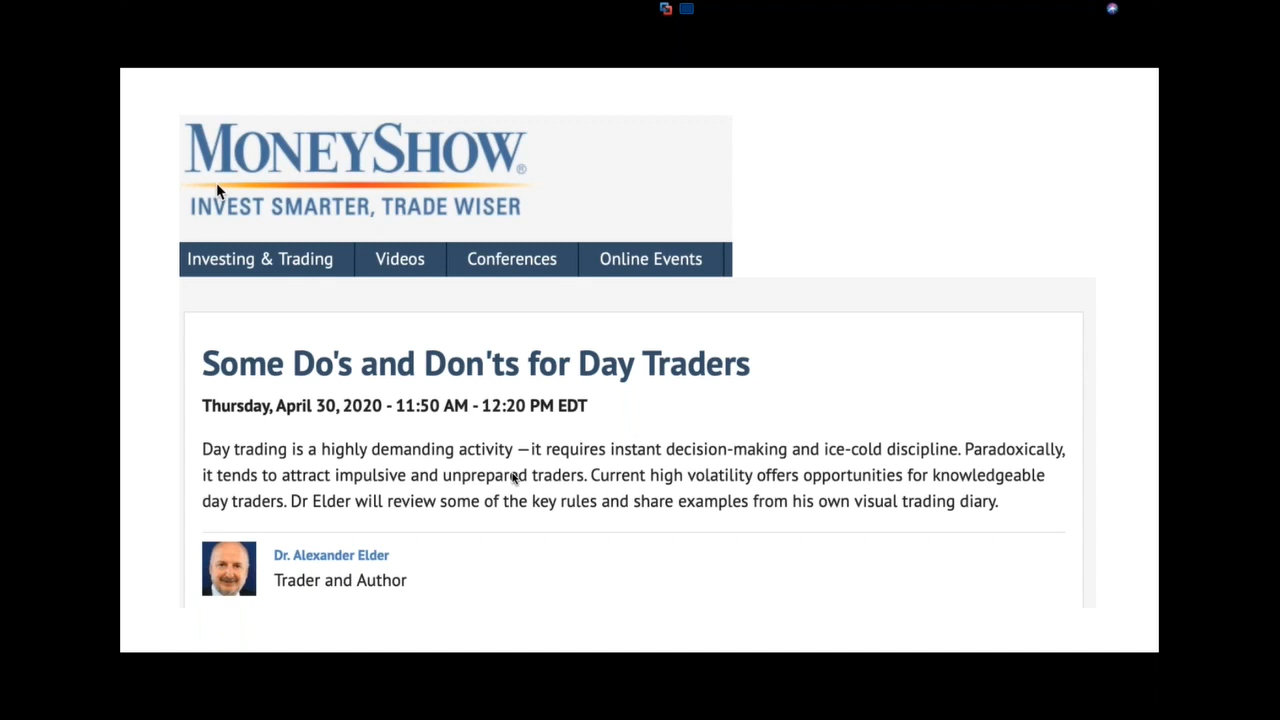 MONEYSHOW®
INVEST SMARTER, TRADE WISER
Investing & Trading Videos Conferences Online Events
Some Do's and Don'ts for Day Traders
Thursday, April 30, 2020 - 11:50 AM - 12:20 PM EDT
Day trading is a highly demanding activity —it requires instant decision-making and ice-cold discipline. Paradoxically,
it tends to attract impulsive and unprepared traders. Current high volatility offers opportunities for knowledgeable
day traders. Dr Elder will review some of the key rules and share examples from his own visual trading diary.
Dr. Alexander Elder
Trader and Author